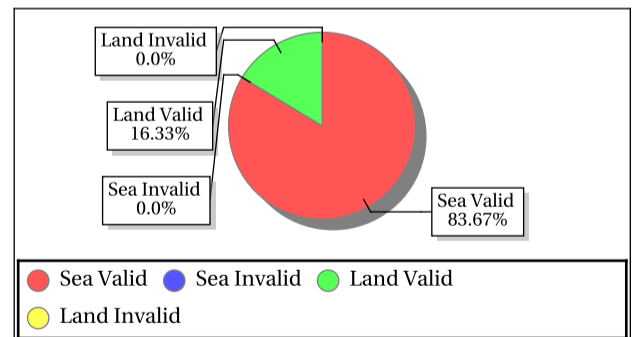 Land Invalid
0.0%
Land Valid
16.33%
Sea Invalid
0.0%
Sea Valid
83.67%
Sea Valid Sea Invalid Land Valid
Land Invalid